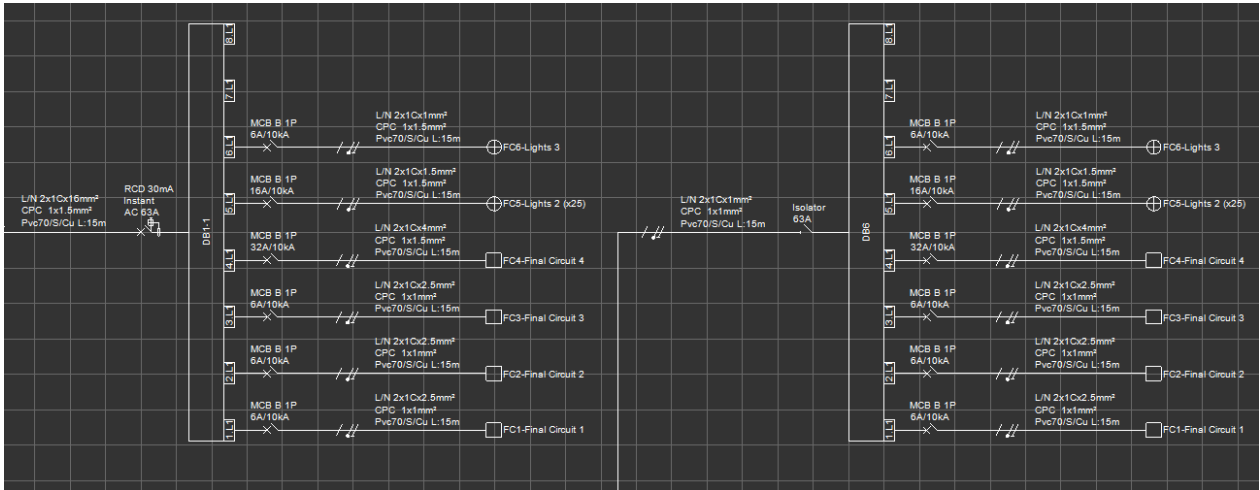 L/N 2x1Cx16mm²
CPC 1x1.5mm²
Pvc70/S/Cu L:15m
RCD 30mA
Instant
AC 63A
DB1-1
8.L1
7.L1
6.L1
MCB B 1P
6A/10kA
L/N 2x1Cx1mm²
CPC 1x1.5mm²
Pvc70/S/Cu L:15m
FC6-Lights 3
5.L1
MCB B 1P
16A/10kA
L/N 2x1Cx1.5mm²
CPC 1x1.5mm²
Pvc70/S/Cu L:15m
FC5-Lights 2 (x25)
4.L1
MCB B 1P
32A/10kA
L/N 2x1Cx4mm²
CPC 1x1.5mm²
Pvc70/S/Cu L:15m
FC4-Final Circuit 4
3.L1
MCB B 1P
6A/10kA
L/N 2x1Cx2.5mm²
CPC 1x1mm²
Pvc70/S/Cu L:15m
FC3-Final Circuit 3
2.L1
MCB B 1P
6A/10kA
L/N 2x1Cx2.5mm²
CPC 1x1mm²
Pvc70/S/Cu L:15m
FC2-Final Circuit 2
1.L1
MCB B 1P
6A/10kA
L/N 2x1Cx2.5mm²
CPC 1x1mm²
Pvc70/S/Cu L:15m
FC1-Final Circuit 1
L/N 2x1Cx1mm²
CPC 1x1mm²
Pvc70/S/Cu L:15m
Isolator
63A
DB6
8.L1
7.L1
6.L1
MCB B 1P
6A/10kA
L/N 2x1Cx1mm²
CPC 1x1.5mm²
Pvc70/S/Cu L:15m
FC6-Lights 3
5.L1
MCB B 1P
16A/10kA
L/N 2x1Cx1.5mm²
CPC 1x1.5mm²
Pvc70/S/Cu L:15m
FC5-Lights 2 (x25)
4.L1
MCB B 1P
32A/10kA
L/N 2x1Cx4mm²
CPC 1x1.5mm²
Pvc70/S/Cu L:15m
FC4-Final Circuit 4
3.L1
MCB B 1P
6A/10kA
L/N 2x1Cx2.5mm²
CPC 1x1mm²
Pvc70/S/Cu L:15m
FC3-Final Circuit 3
2.L1
MCB B 1P
6A/10kA
L/N 2x1Cx2.5mm²
CPC 1x1mm²
Pvc70/S/Cu L:15m
FC2-Final Circuit 2
1.L1
MCB B 1P
6A/10kA
L/N 2x1Cx2.5mm²
CPC 1x1mm²
Pvc70/S/Cu L:15m
FC1-Final Circuit 1